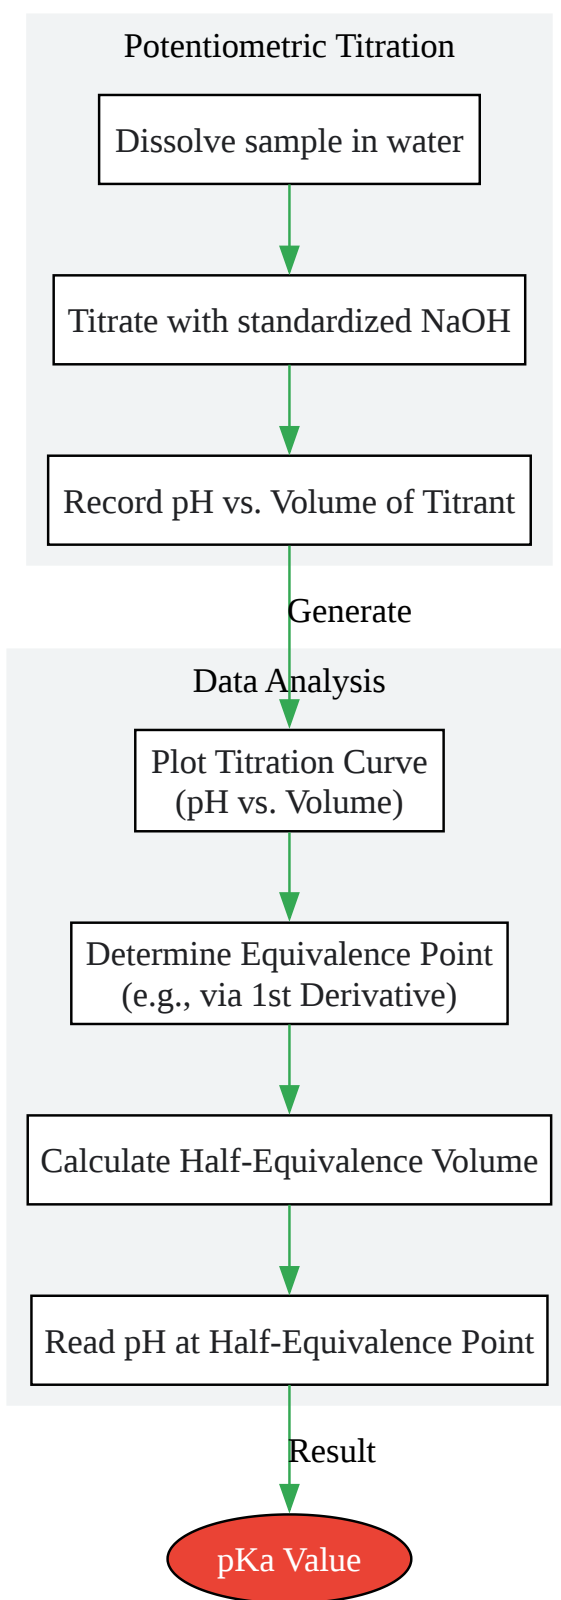 Potentiometric Titration
Dissolve sample in water
Titrate with standardized NaOH
Record pH vs. Volume of Titrant
Generate
Data Analysis
Plot Titration Curve
(pH vs. Volume)
Determine Equivalence Point
(e.g., via 1st Derivative)
Calculate Half-Equivalence Volume
Read pH at Half-Equivalence Point
Result
pKa Value